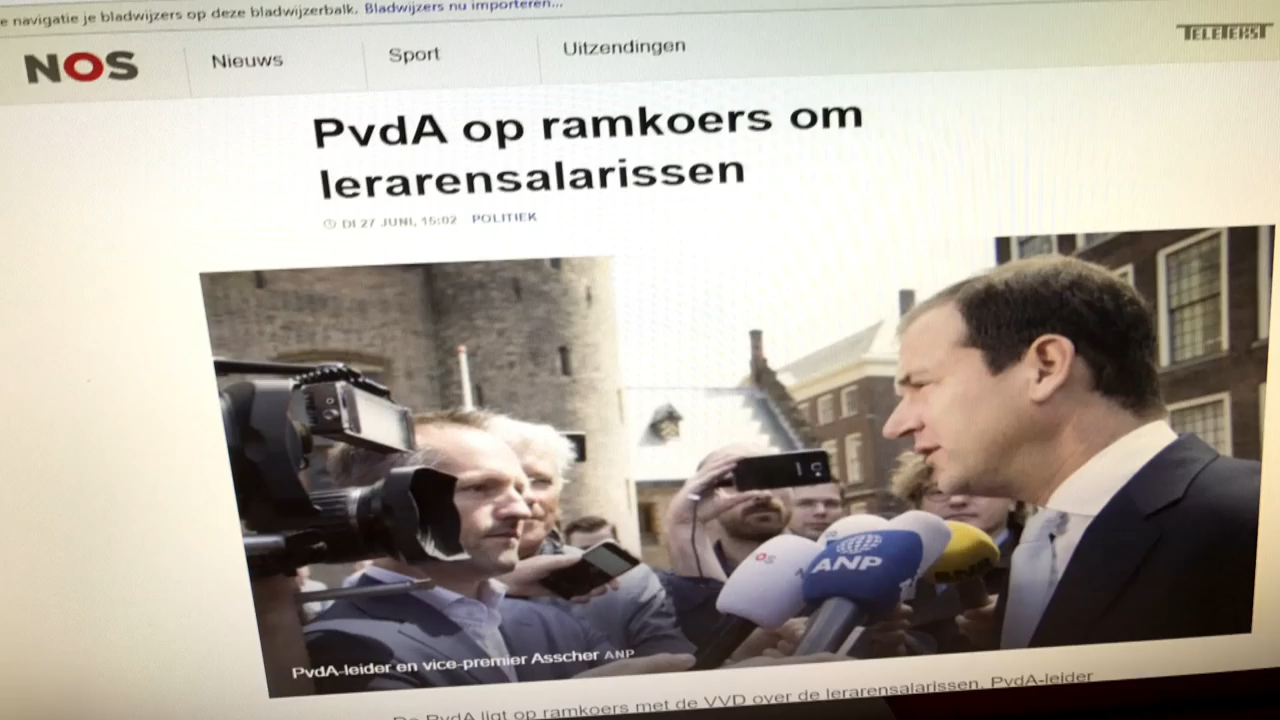 e navigatie je bladwijzers op deze bladwijzerbalk. Bladwijzers nu importeren...
NOS
Nieuws
Sport
Uitzendingen
TELETEKST
PvdA op ramkoers om
lerarensalarissen
DI 27 JUNI, 15:02 POLITIEK
NOS
ANP
PvdA-leider en vice-premier Asscher ANP
De PvdA ligt op ramkoers met de VVD over de lerarensalarissen. PvdA-leider